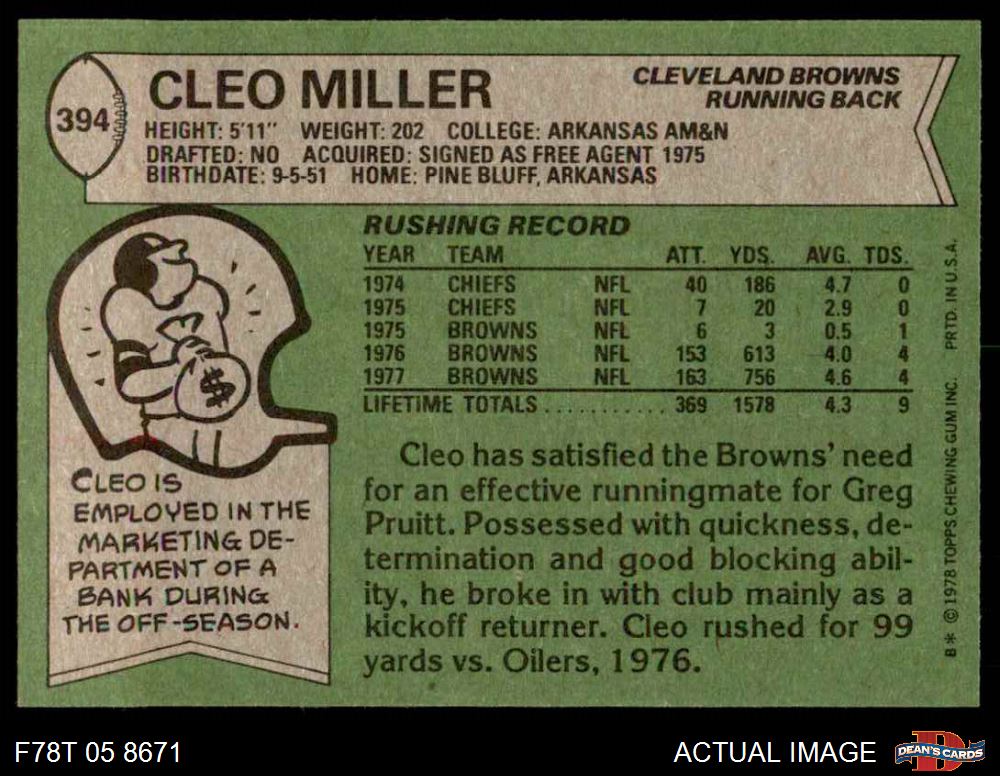 394
CLEO MILLER
CLEVELAND BROWNS
RUNNING BACK
HEIGHT: 5'11" WEIGHT: 202 COLLEGE: ARKANSAS AM&N
DRAFTED: NO ACQUIRED: SIGNED AS FREE AGENT 1975
BIRTHDATE: 9-5-51 HOME: PINE BLUFF, ARKANSAS
RUSHING RECORD
YEAR TEAM ATT. YDS. AVG. TDS.
1974 CHIEFS NFL 40 186 4.7 0
1975 CHIEFS NFL 7 20 2.9 0
1975 BROWNS NFL 6 3 0.5 1
1976 BROWNS NFL 153 613 4.0 4
1977 BROWNS NFL 163 756 4.6 4
LIFETIME TOTALS........... 369 1578 4.3 9
$
CLEO IS
EMPLOYED IN THE
MARKETING DE-
PARTMENT OF A
BANK DURING
THE OFF-SEASON.
Cleo has satisfied the Browns' need
for an effective runningmate for Greg
Pruitt. Possessed with quickness, de-
termination and good blocking abil-
ity, he broke in with club mainly as a
kickoff returner. Cleo rushed for 99
yards vs. Oilers, 1976.
B* © 1978 TOPPS CHEWING GUM INC. PRTD. IN U.S.A.
F78T 05 8671
ACTUAL IMAGE
DEAN'S CARDS